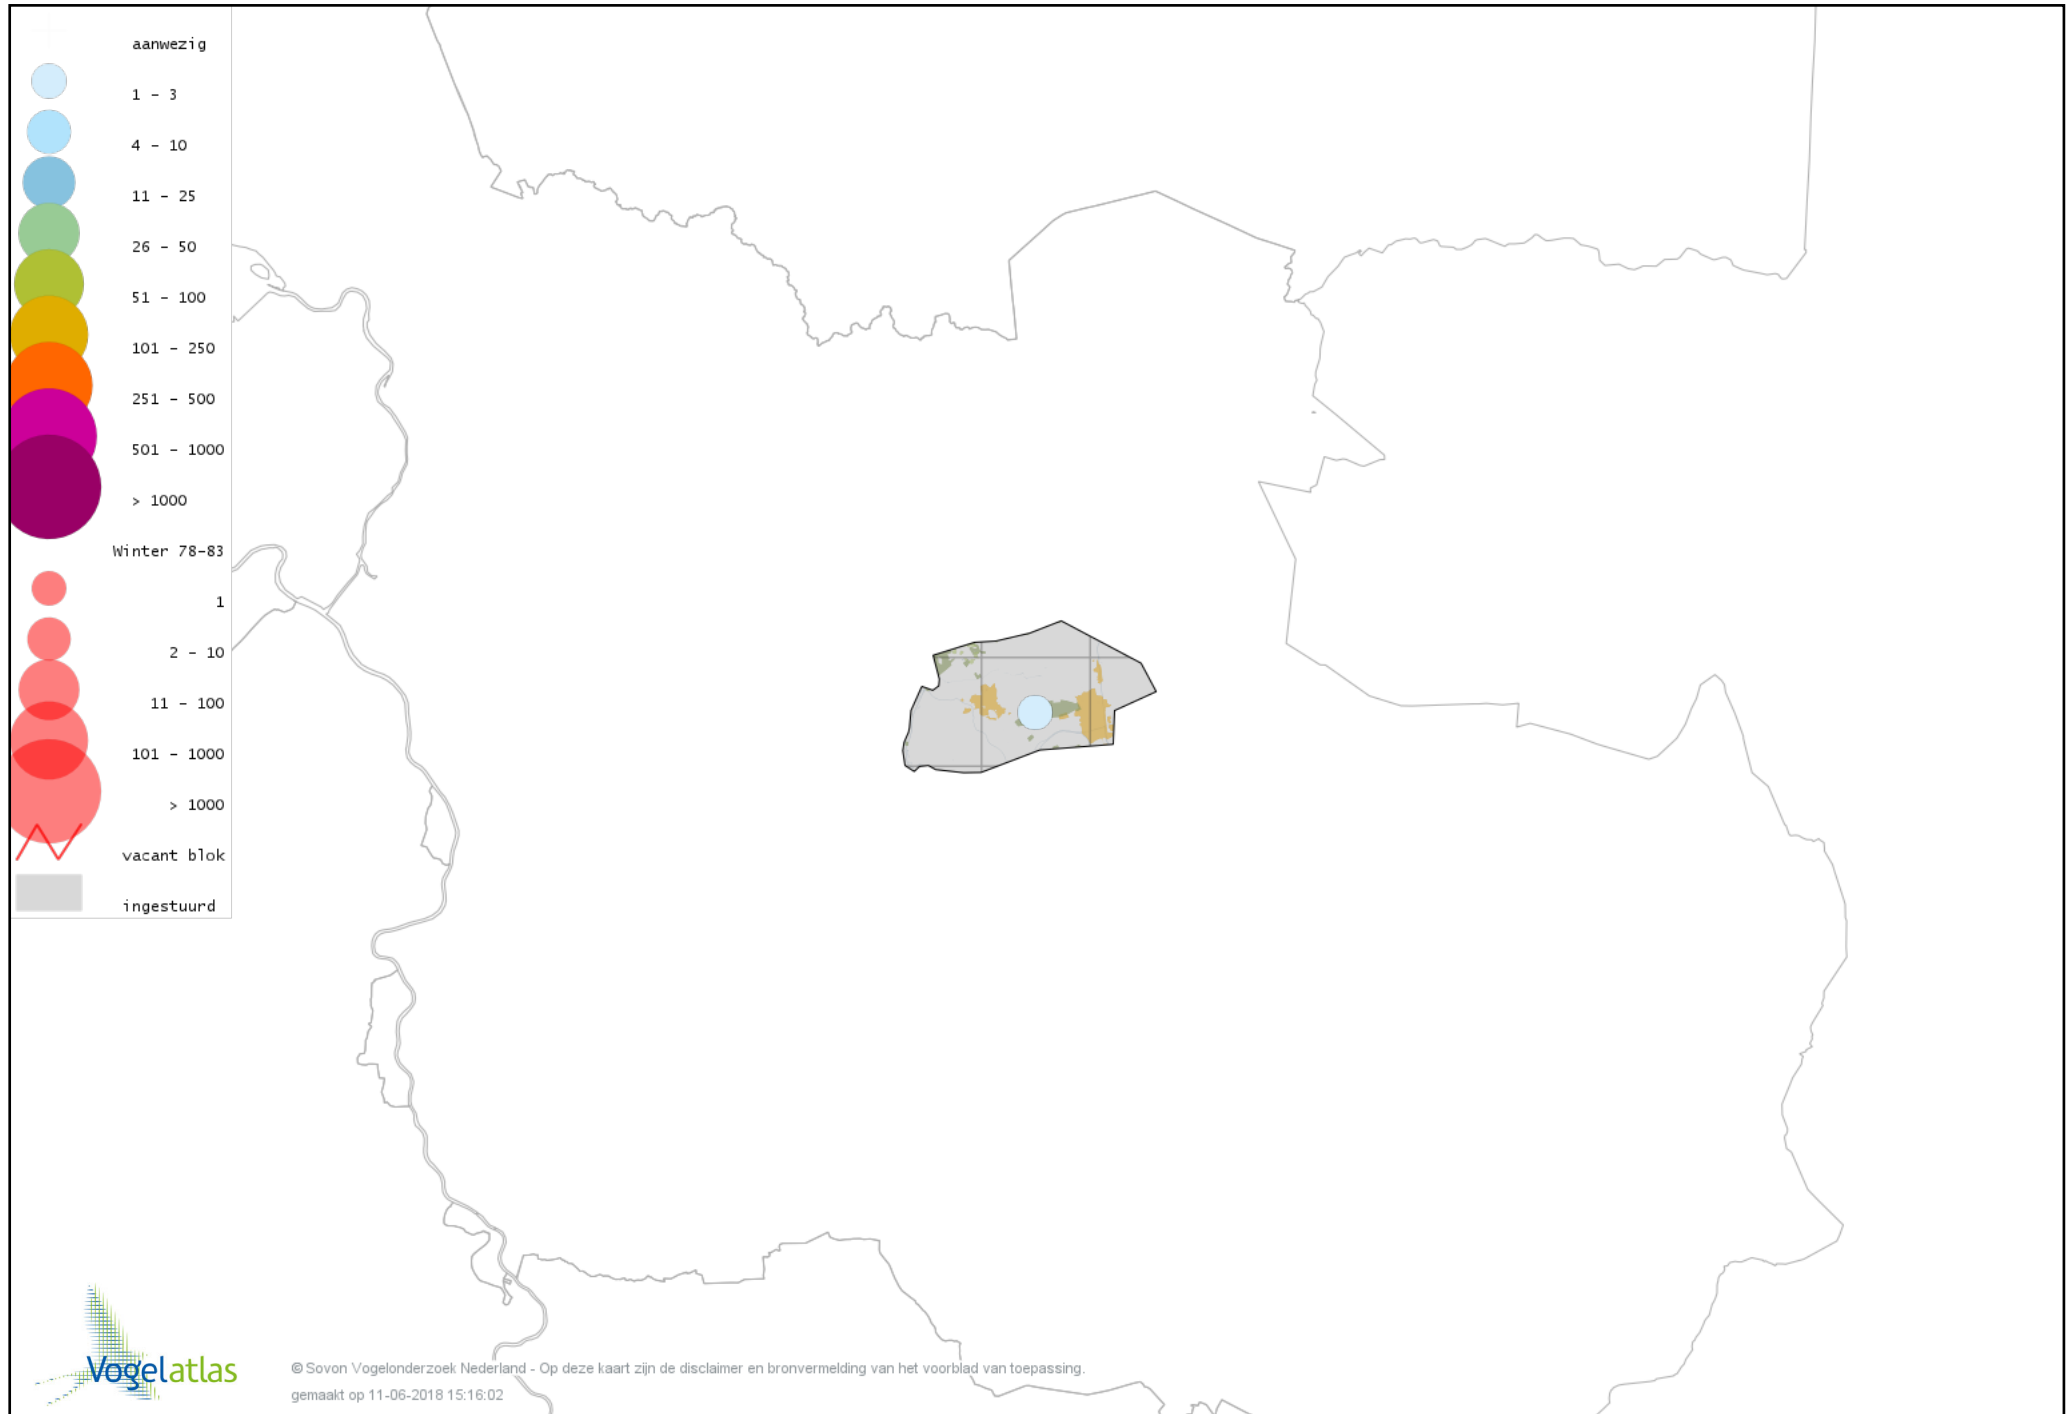 aanwezig
1 - 3
4 - 10
11 - 25
26 - 50
51 - 100
101 - 250
251 - 500
501 - 1000
> 1000
Winter 78-83
1
2 - 10
11 - 100
101 - 1000
> 1000
vacant blok
ingestuurd
Vogelatlas
© Sovon Vogelonderzoek Nederland - Op deze kaart zijn de disclaimer en bronvermelding van het voorblad van toepassing.
gemaakt op 11-06-2018 15:16:02